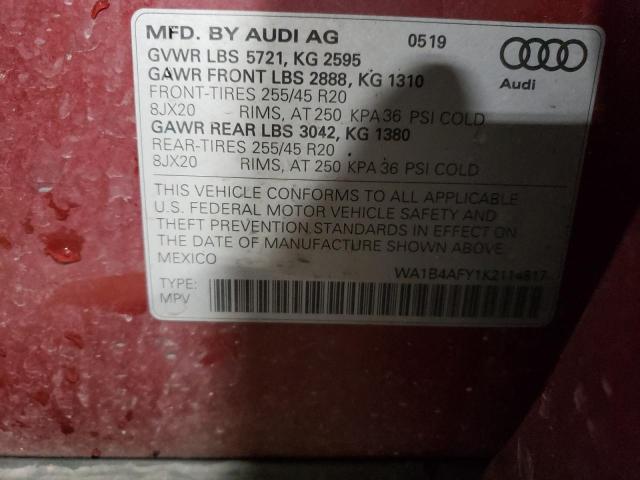 MFD. BY AUDI AG 0519
GVWR LBS 5721, KG 2595
GAWR FRONT LBS 2888, KG 1310
FRONT-TIRES 255/45 R20
8JX20 RIMS, AT 250 KPA 36 PSI COLD
GAWR REAR LBS 3042, KG 1380
REAR-TIRES 255/45 R20
8JX20 RIMS, AT 250 KPA 36 PSI COLD
Audi
THIS VEHICLE CONFORMS TO ALL APPLICABLE
U.S. FEDERAL MOTOR VEHICLE SAFETY AND
THEFT PREVENTION STANDARDS IN EFFECT ON
THE DATE OF MANUFACTURE SHOWN ABOVE.
MEXICO
WA1B4AFY1K2114817
TYPE:
MPV